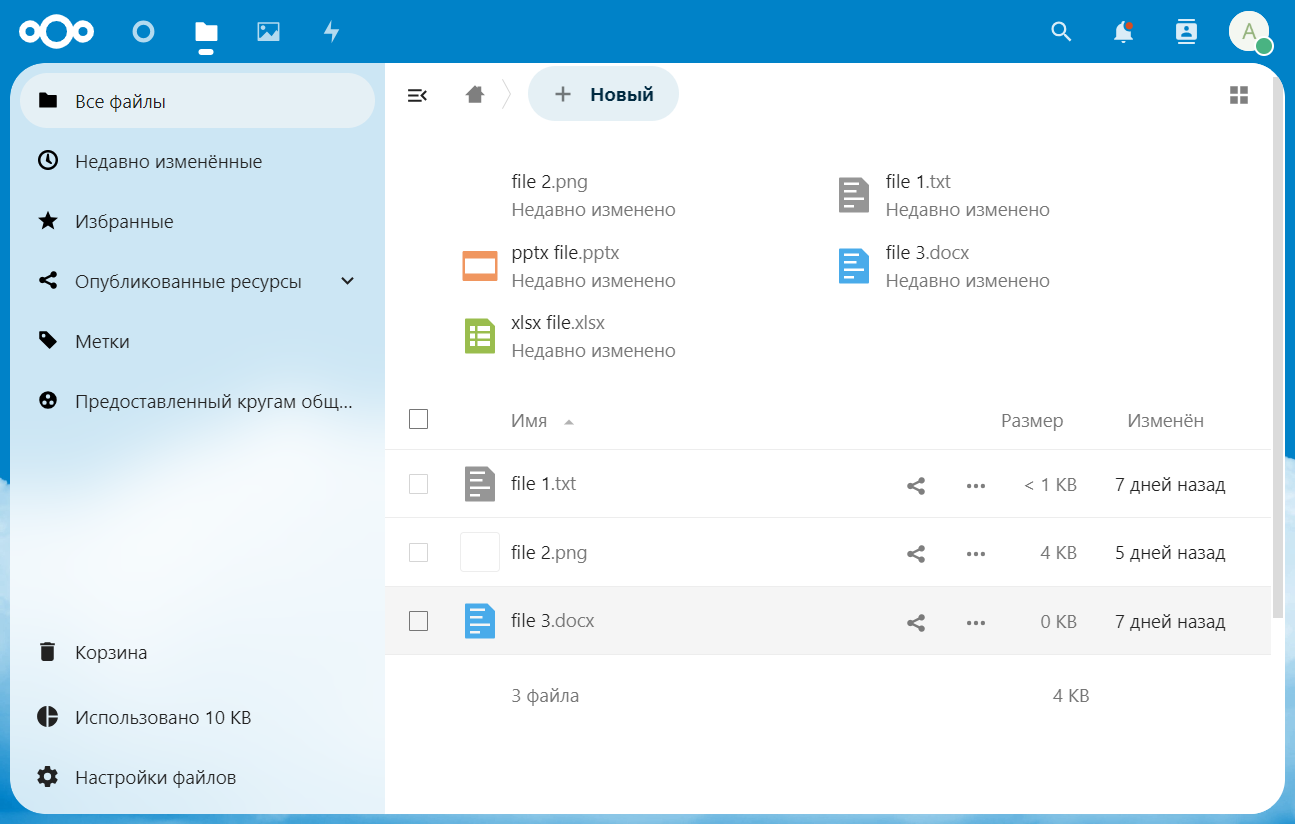 A
Все файлы
Недавно изменённые
Избранные
Опубликованные ресурсы
Метки
Предоставленный кругам общ...
Корзина
Использовано 10 KB
Настройки файлов
Новый
file 2.png
Недавно изменено
file 1.txt
Недавно изменено
pptx file.pptx
Недавно изменено
file 3.docx
Недавно изменено
xlsx file.xlsx
Недавно изменено
Имя Размер Изменён
file 1.txt < 1 KB 7 дней назад
file 2.png 4 KB 5 дней назад
file 3.docx 0 KB 7 дней назад
3 файла 4 KB